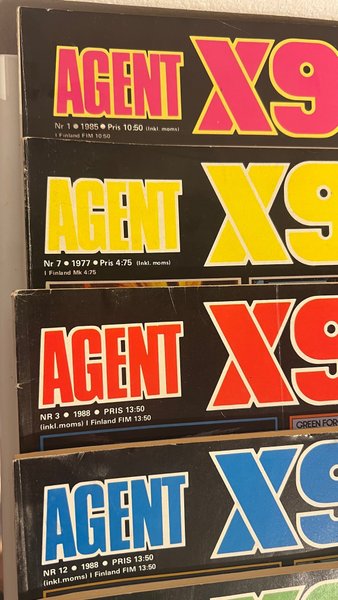 AGENT X9
Nr 1 • 1985 • Pris 10:50 (Inkl. moms)
I Finland FIM 10:50
AGENT X9
Nr 7 • 1977 • Pris 4:75 (Inkl. moms)
I Finland Mk 4:75
AGENT X9
NR 3 • 1988 • PRIS 13:50
(inkl.moms) I Finland FIM 13:50
GREEN FOR
AGENT X9
NR 12 • 1988 • PRIS 13:50
(inkl.moms) I Finland FIM 13:50